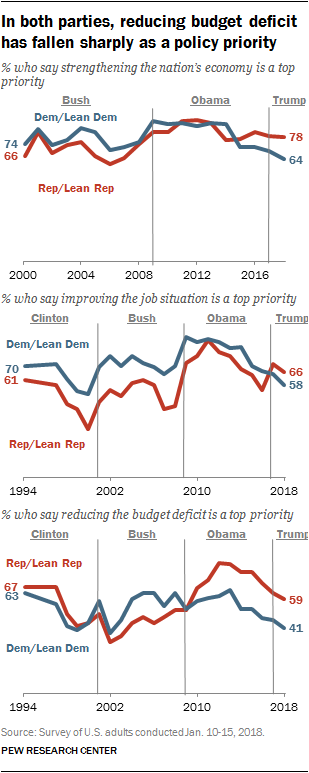 In both parties, reducing budget deficit
has fallen sharply as a policy priority
% who say strengthening the nation's economy is a top
priority
Bush Obama Trump
Dem/Lean Dem
74
66
78
64
Rep/Lean Rep
2000 2004 2008 2012 2016
% who say improving the job situation is a top priority
Clinton Bush Obama Trump
Dem/Lean Dem
70
61
66
58
Rep/Lean Rep
1994 2002 2010 2018
% who say reducing the budget deficit is a top priority
Clinton Bush Obama Trump
Rep/Lean Rep
67
63
59
41
Dem/Lean Dem
1994 2002 2010 2018
Source: Survey of U.S. adults conducted Jan. 10-15, 2018.
PEW RESEARCH CENTER